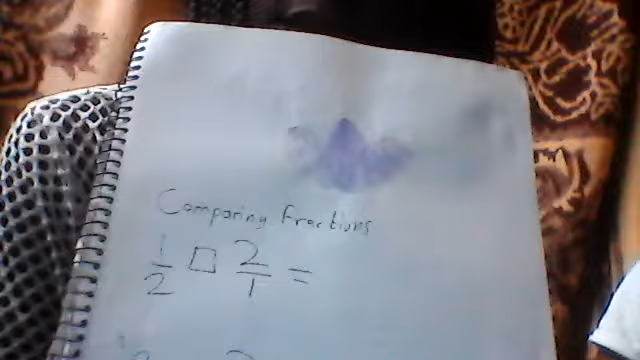 Comparing Fractions
1/2 □ 2/1 =